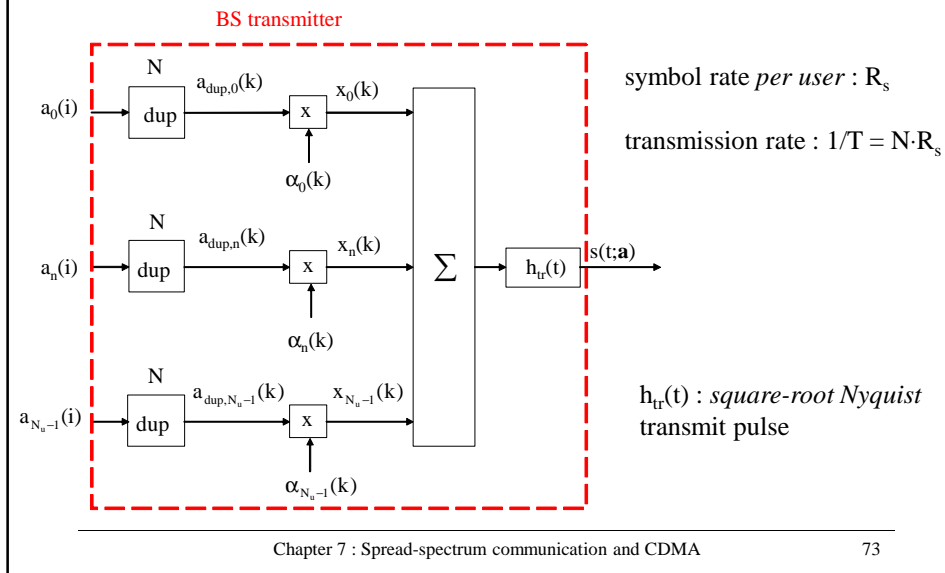 BS transmitter
N
a_dup,0(k)
x_0(k)
a_0(i)
dup
x
α_0(k)
symbol rate per user : R_s
transmission rate : 1/T = N·R_s
N
a_dup,n(k)
x_n(k)
a_n(i)
dup
x
α_n(k)
Σ
h_tr(t)
s(t;a)
N
a_dup,N_u−1(k)
x_N_u−1(k)
a_N_u−1(i)
dup
x
α_N_u−1(k)
h_tr(t) : square-root Nyquist
transmit pulse
Chapter 7 : Spread-spectrum communication and CDMA 73